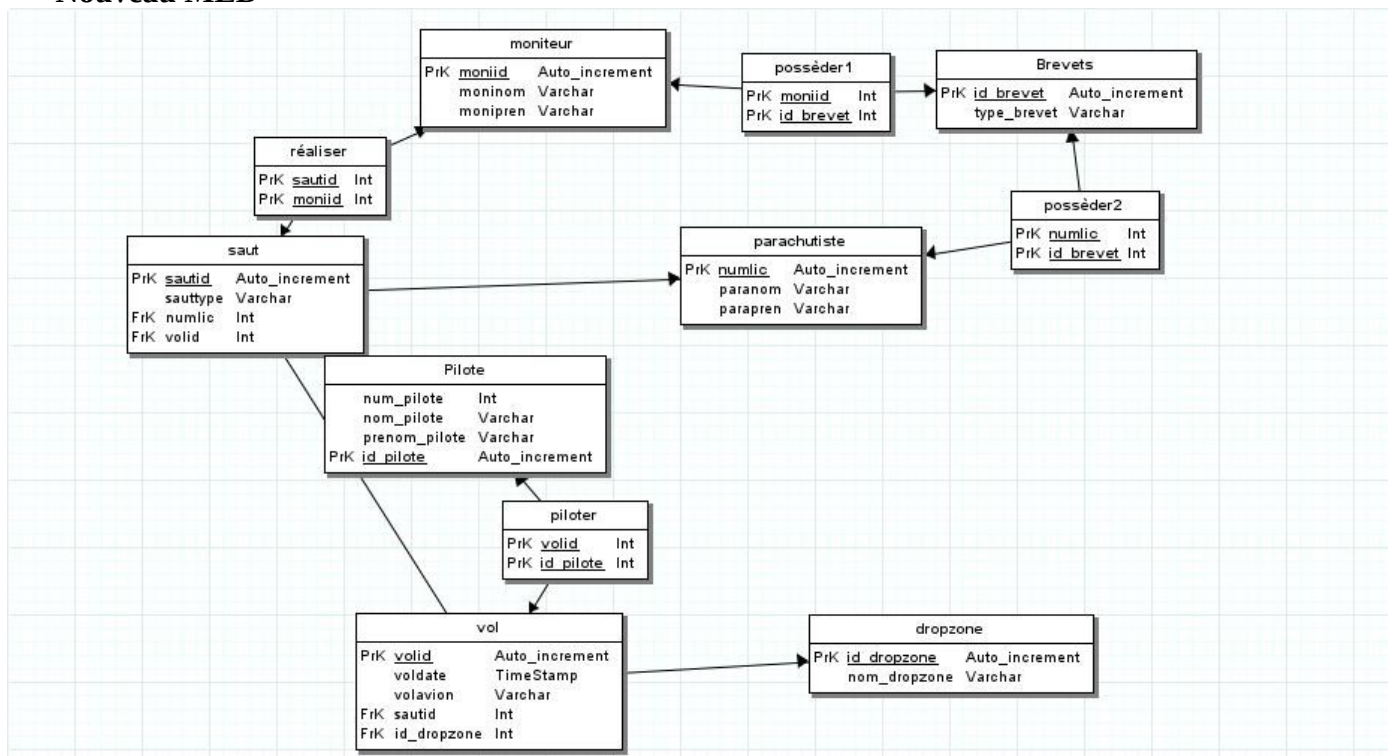 Nouveau MLD
moniteur
PrK moniid Auto_increment
moninom Varchar
monipren Varchar
possèder1
PrK moniid Int
PrK id_brevet Int
Brevets
PrK id_brevet Auto_increment
type_brevet Varchar
réaliser
PrK sautid Int
PrK moniid Int
possèder2
PrK numlic Int
PrK id_brevet Int
saut
PrK sautid Auto_increment
sauttype Varchar
FrK numlic Int
FrK volid Int
parachutiste
PrK numlic Auto_increment
paranom Varchar
parapren Varchar
Pilote
num_pilote Int
nom_pilote Varchar
prenom_pilote Varchar
PrK id_pilote Auto_increment
piloter
PrK volid Int
PrK id_pilote Int
vol
PrK volid Auto_increment
voldate TimeStamp
volavion Varchar
FrK sautid Int
FrK id_dropzone Int
dropzone
PrK id_dropzone Auto_increment
nom_dropzone Varchar